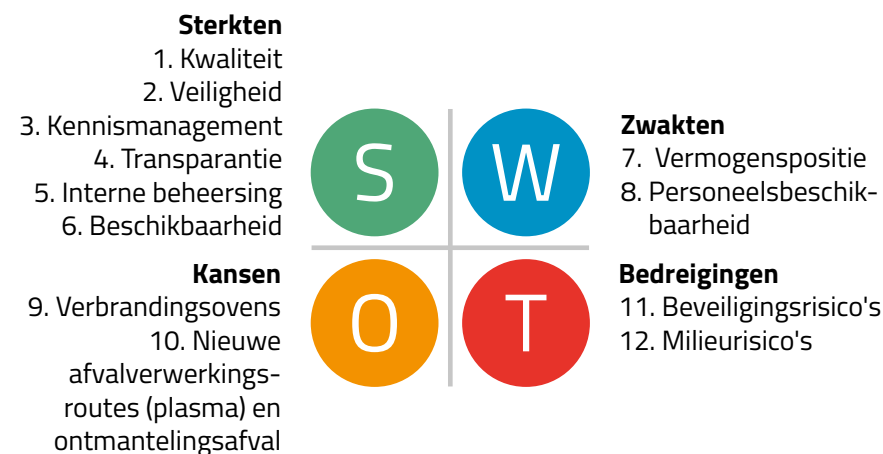 Sterkten
1. Kwaliteit
2. Veiligheid
3. Kennismanagement
4. Transparantie
5. Interne beheersing
6. Beschikbaarheid
S
W
Zwakten
7. Vermogenspositie
8. Personeelsbeschik-
baarheid
Kansen
9. Verbrandingsovens
10. Nieuwe
afvalverwerkings-
routes (plasma) en
ontmantelingsafval
O
T
Bedreigingen
11. Beveiligingsrisico's
12. Milieurisico's